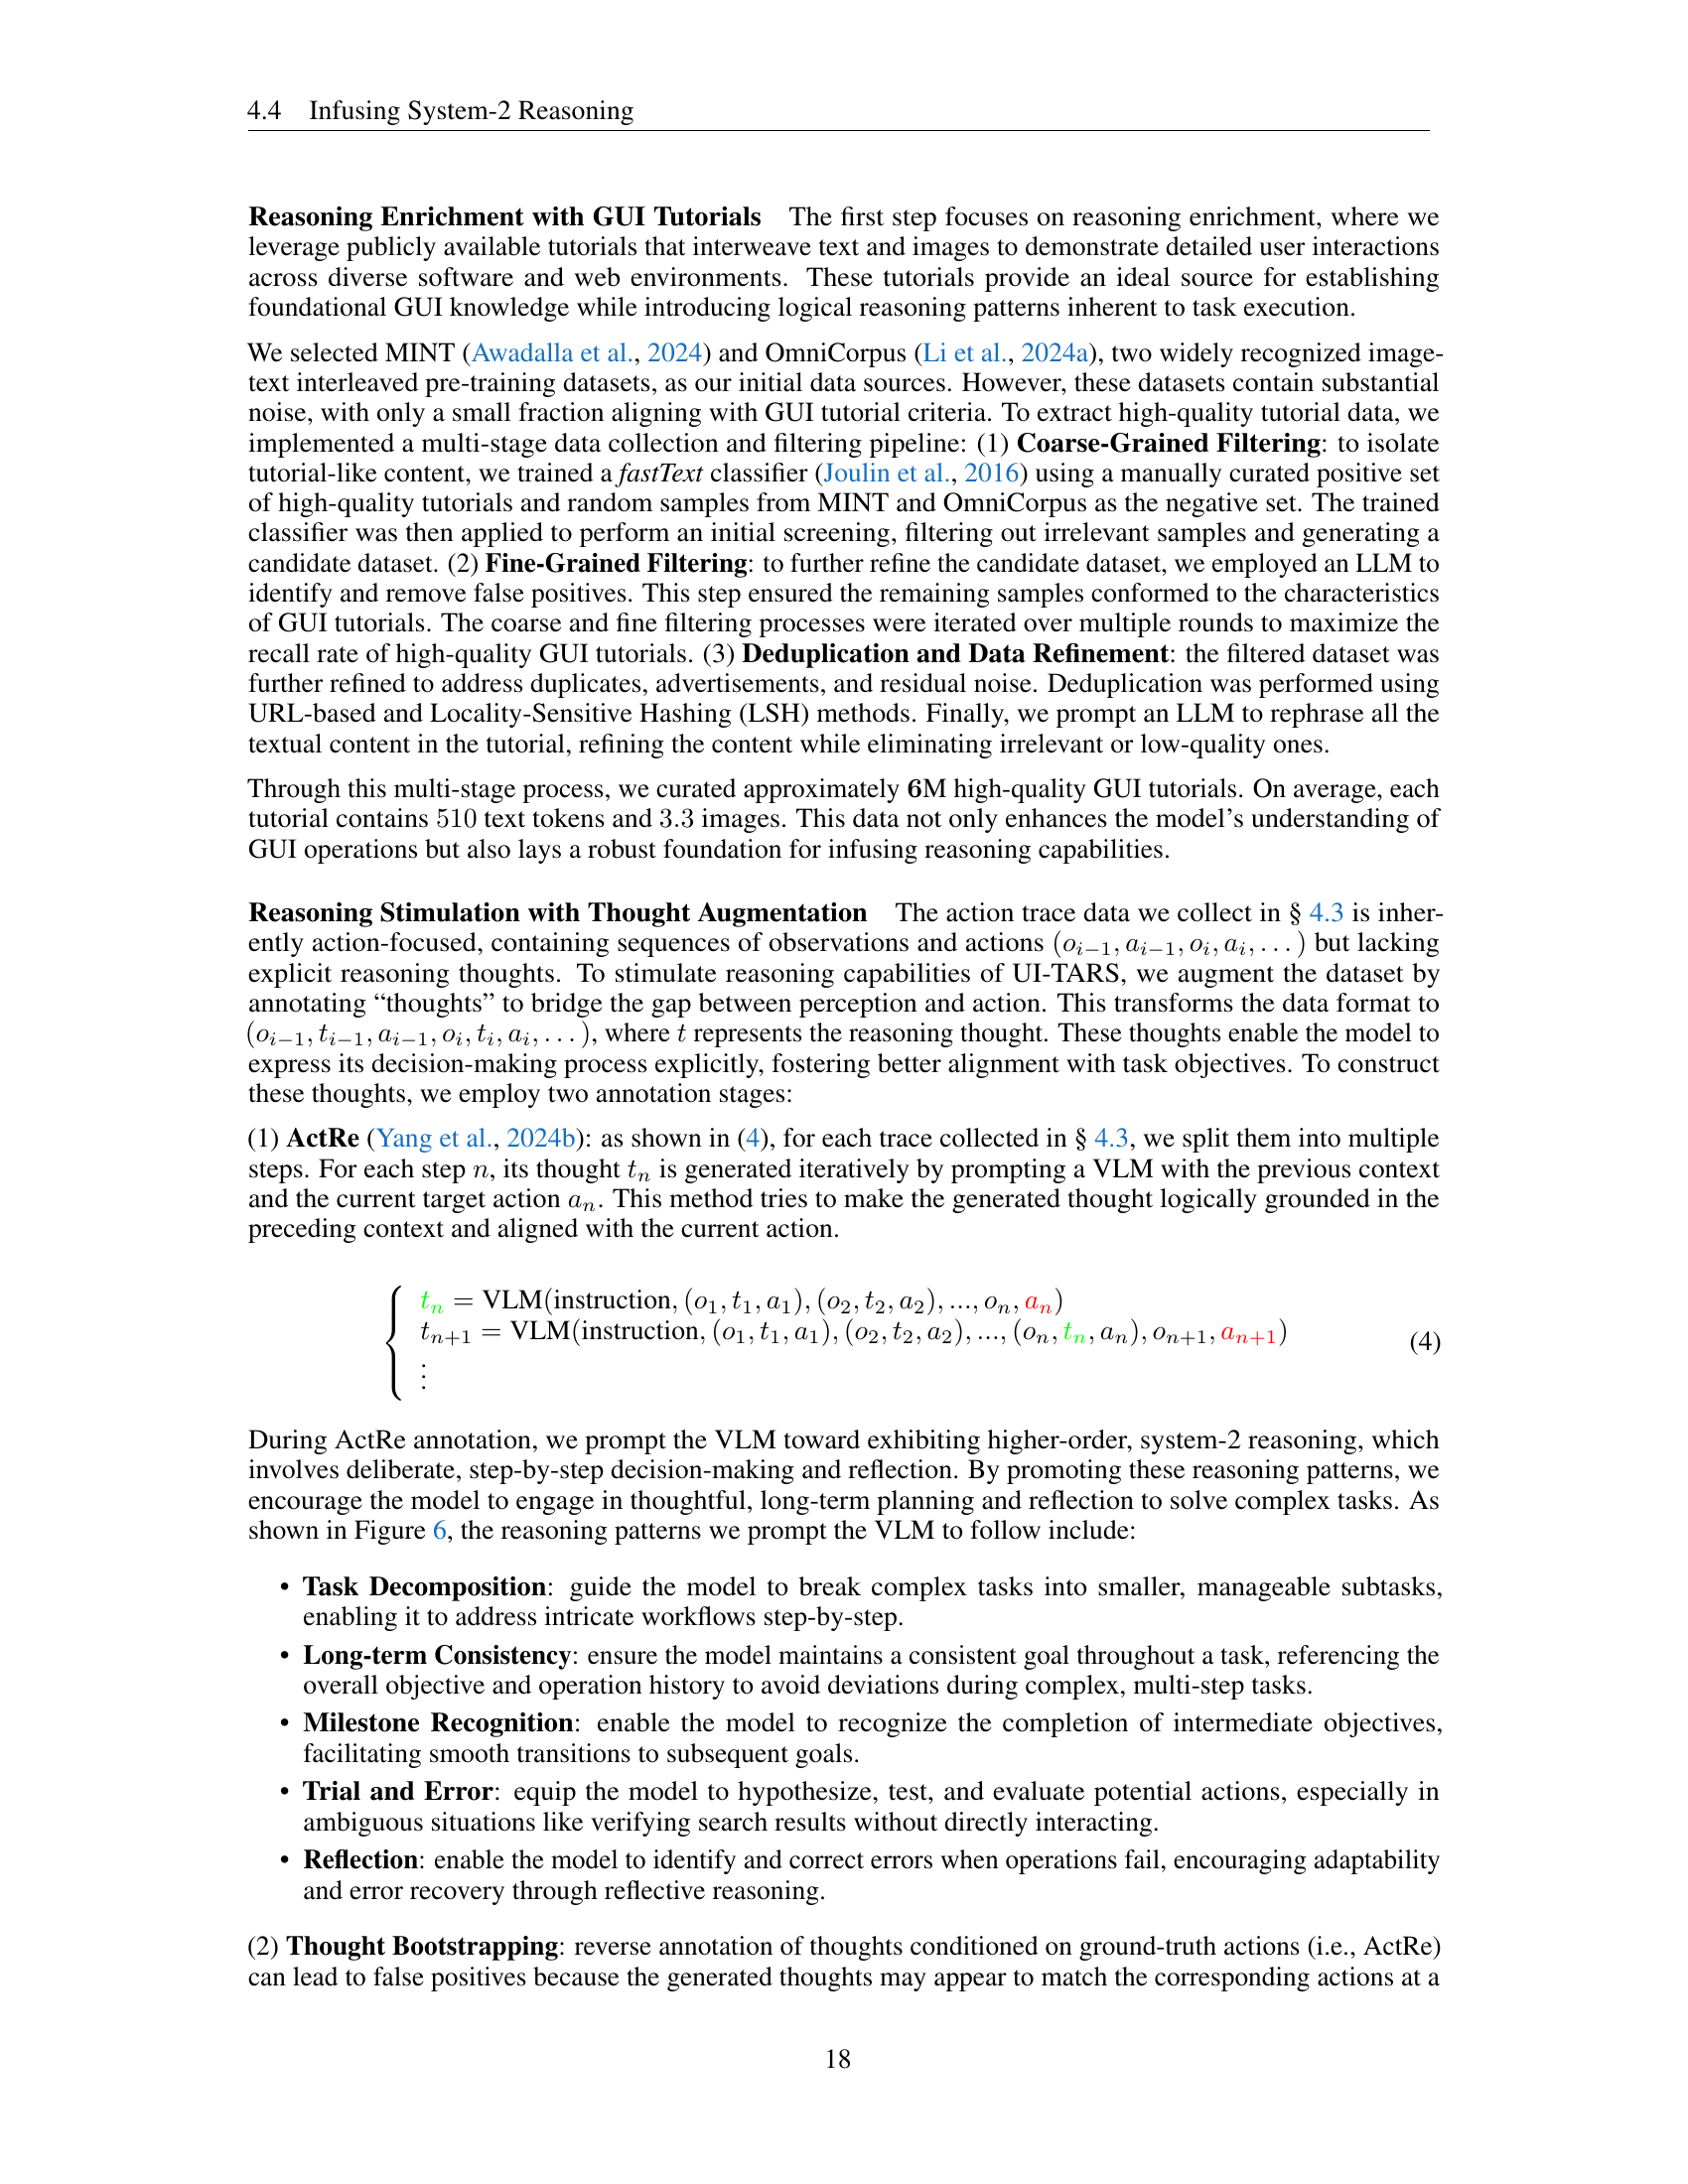 4.4 Infusing System-2 Reasoning
Reasoning Enrichment with GUI Tutorials The first step focuses on reasoning enrichment, where we
leverage publicly available tutorials that interweave text and images to demonstrate detailed user interactions
across diverse software and web environments. These tutorials provide an ideal source for establishing
foundational GUI knowledge while introducing logical reasoning patterns inherent to task execution.
We selected MINT (Awadalla et al., 2024) and OmniCorpus (Li et al., 2024a), two widely recognized image-
text interleaved pre-training datasets, as our initial data sources. However, these datasets contain substantial
noise, with only a small fraction aligning with GUI tutorial criteria. To extract high-quality tutorial data, we
implemented a multi-stage data collection and filtering pipeline: (1) Coarse-Grained Filtering: to isolate
tutorial-like content, we trained a fastText classifier (Joulin et al., 2016) using a manually curated positive set
of high-quality tutorials and random samples from MINT and OmniCorpus as the negative set. The trained
classifier was then applied to perform an initial screening, filtering out irrelevant samples and generating a
candidate dataset. (2) Fine-Grained Filtering: to further refine the candidate dataset, we employed an LLM to
identify and remove false positives. This step ensured the remaining samples conformed to the characteristics
of GUI tutorials. The coarse and fine filtering processes were iterated over multiple rounds to maximize the
recall rate of high-quality GUI tutorials. (3) Deduplication and Data Refinement: the filtered dataset was
further refined to address duplicates, advertisements, and residual noise. Deduplication was performed using
URL-based and Locality-Sensitive Hashing (LSH) methods. Finally, we prompt an LLM to rephrase all the
textual content in the tutorial, refining the content while eliminating irrelevant or low-quality ones.
Through this multi-stage process, we curated approximately 6M high-quality GUI tutorials. On average, each
tutorial contains 510 text tokens and 3.3 images. This data not only enhances the model's understanding of
GUI operations but also lays a robust foundation for infusing reasoning capabilities.
Reasoning Stimulation with Thought Augmentation The action trace data we collect in § 4.3 is inher-
ently action-focused, containing sequences of observations and actions (o_{i−1}, a_{i−1}, o_i, a_i, . . . ) but lacking
explicit reasoning thoughts. To stimulate reasoning capabilities of UI-TARS, we augment the dataset by
annotating “thoughts” to bridge the gap between perception and action. This transforms the data format to
(o_{i−1}, t_{i−1}, a_{i−1}, o_i, t_i, a_i, . . . ), where t represents the reasoning thought. These thoughts enable the model to
express its decision-making process explicitly, fostering better alignment with task objectives. To construct
these thoughts, we employ two annotation stages:
(1) ActRe (Yang et al., 2024b): as shown in (4), for each trace collected in § 4.3, we split them into multiple
steps. For each step n, its thought t_n is generated iteratively by prompting a VLM with the previous context
and the current target action a_n. This method tries to make the generated thought logically grounded in the
preceding context and aligned with the current action.
t_n = VLM(instruction, (o_1, t_1, a_1), (o_2, t_2, a_2), ..., o_n, a_n)
t_{n+1} = VLM(instruction, (o_1, t_1, a_1), (o_2, t_2, a_2), ..., (o_n, t_n, a_n), o_{n+1}, a_{n+1})
⋮
(4)
During ActRe annotation, we prompt the VLM toward exhibiting higher-order, system-2 reasoning, which
involves deliberate, step-by-step decision-making and reflection. By promoting these reasoning patterns, we
encourage the model to engage in thoughtful, long-term planning and reflection to solve complex tasks. As
shown in Figure 6, the reasoning patterns we prompt the VLM to follow include:
• Task Decomposition: guide the model to break complex tasks into smaller, manageable subtasks,
enabling it to address intricate workflows step-by-step.
• Long-term Consistency: ensure the model maintains a consistent goal throughout a task, referencing the
overall objective and operation history to avoid deviations during complex, multi-step tasks.
• Milestone Recognition: enable the model to recognize the completion of intermediate objectives,
facilitating smooth transitions to subsequent goals.
• Trial and Error: equip the model to hypothesize, test, and evaluate potential actions, especially in
ambiguous situations like verifying search results without directly interacting.
• Reflection: enable the model to identify and correct errors when operations fail, encouraging adaptability
and error recovery through reflective reasoning.
(2) Thought Bootstrapping: reverse annotation of thoughts conditioned on ground-truth actions (i.e., ActRe)
can lead to false positives because the generated thoughts may appear to match the corresponding actions at a
18